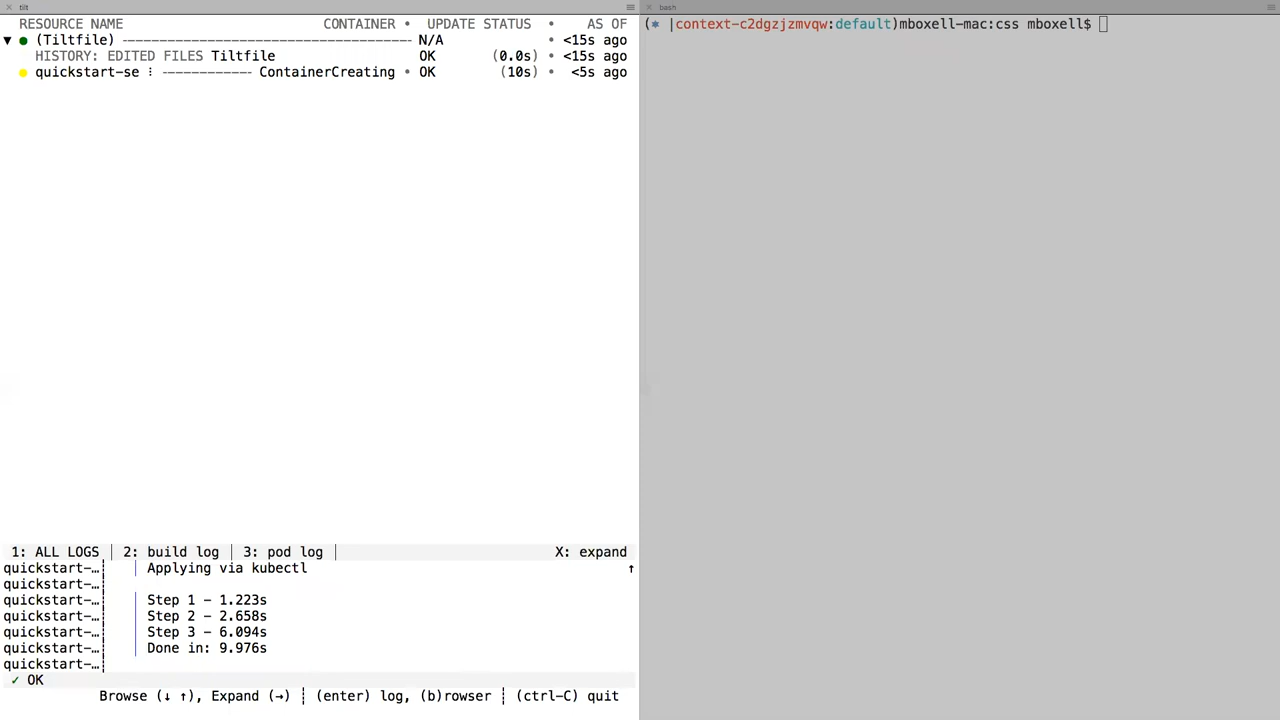 tilt
RESOURCE NAME CONTAINER • UPDATE STATUS • AS OF
▼ ● (Tiltfile) ----------------------------------- N/A • <15s ago
HISTORY: EDITED FILES Tiltfile OK (0.0s) • <15s ago
● quickstart-se ⁝ ----------- ContainerCreating • OK (10s) • <5s ago
1: ALL LOGS │ 2: build log │ 3: pod log │ X: expand
quickstart-…┊ │ Applying via kubectl ↑
quickstart-…┊
quickstart-…┊ │ Step 1 - 1.223s
quickstart-…┊ │ Step 2 - 2.658s
quickstart-…┊ │ Step 3 - 6.094s
quickstart-…┊ │ Done in: 9.976s
quickstart-…┊
✓ OK
Browse (↓ ↑), Expand (→) ┊ (enter) log, (b)rowser ┊ (ctrl-C) quit
bash
(* |context-c2dgzjzmvqw:default)mboxell-mac:css mboxell$